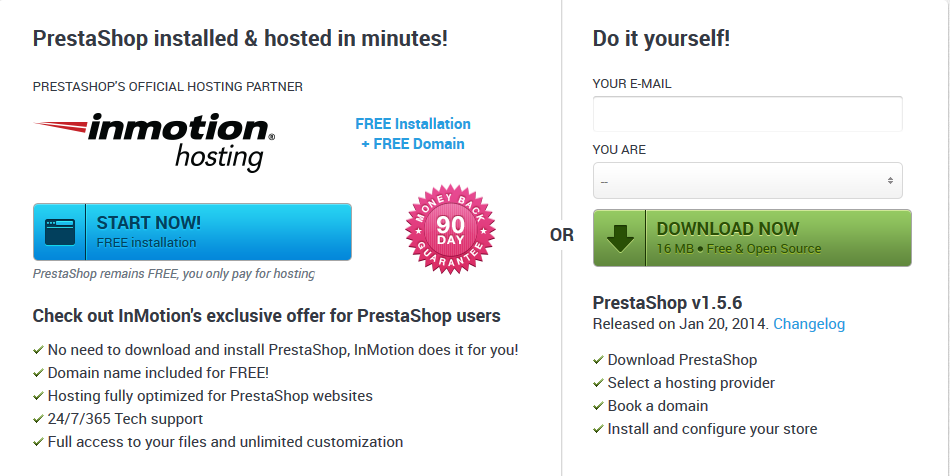 PrestaShop installed & hosted in minutes!
PRESTASHOP'S OFFICIAL HOSTING PARTNER
inmotion®
hosting
FREE Installation
+ FREE Domain
START NOW!
FREE installation
MONEY BACK
90
DAY
GUARANTEE
PrestaShop remains FREE, you only pay for hosting
Check out InMotion's exclusive offer for PrestaShop users
No need to download and install PrestaShop, InMotion does it for you!
Domain name included for FREE!
Hosting fully optimized for PrestaShop websites
24/7/365 Tech support
Full access to your files and unlimited customization
OR
Do it yourself!
YOUR E-MAIL
YOU ARE
--
DOWNLOAD NOW
16 MB • Free & Open Source
PrestaShop v1.5.6
Released on Jan 20, 2014. Changelog
Download PrestaShop
Select a hosting provider
Book a domain
Install and configure your store